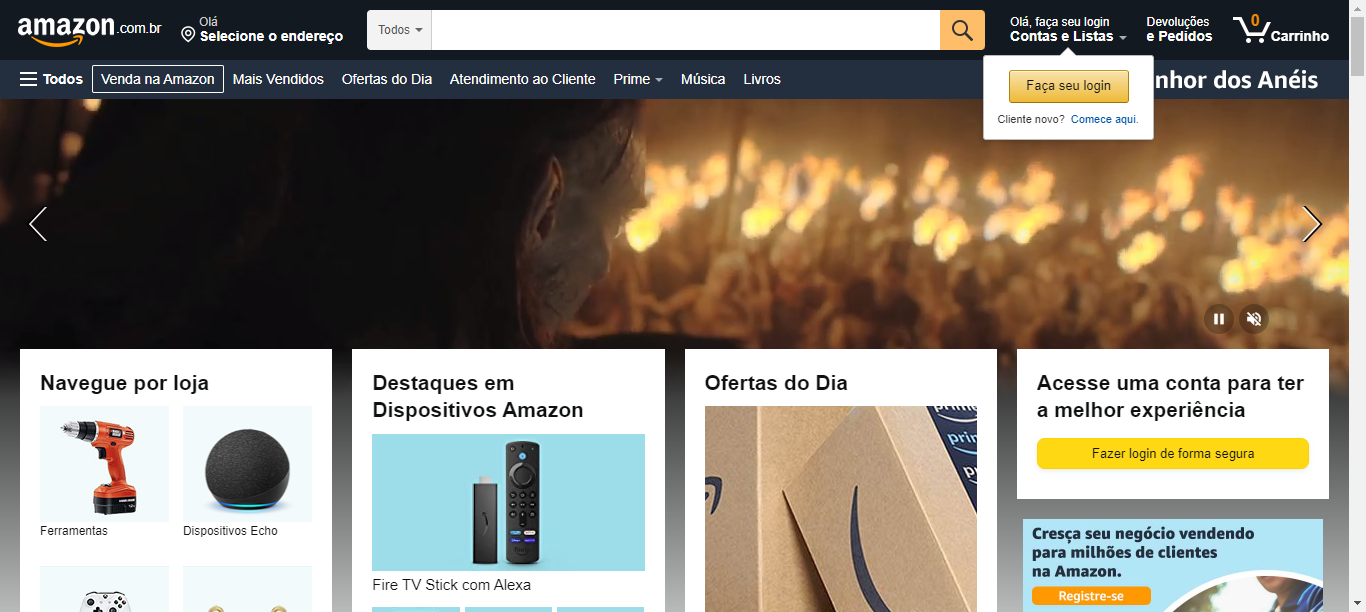 amazon.com.br
Olá
Selecione o endereço
Todos
Olá, faça seu login
Contas e Listas
Devoluções
e Pedidos
0
Carrinho
Todos
Venda na Amazon
Mais Vendidos
Ofertas do Dia
Atendimento ao Cliente
Prime
Música
Livros
nhor dos Anéis
Faça seu login
Cliente novo? Comece aqui.
Navegue por loja
Ferramentas
Dispositivos Echo
Destaques em
Dispositivos Amazon
Fire TV Stick com Alexa
Ofertas do Dia
prime
Acesse uma conta para ter
a melhor experiência
Fazer login de forma segura
Cresça seu negócio vendendo
para milhões de clientes
na Amazon.
Registre-se